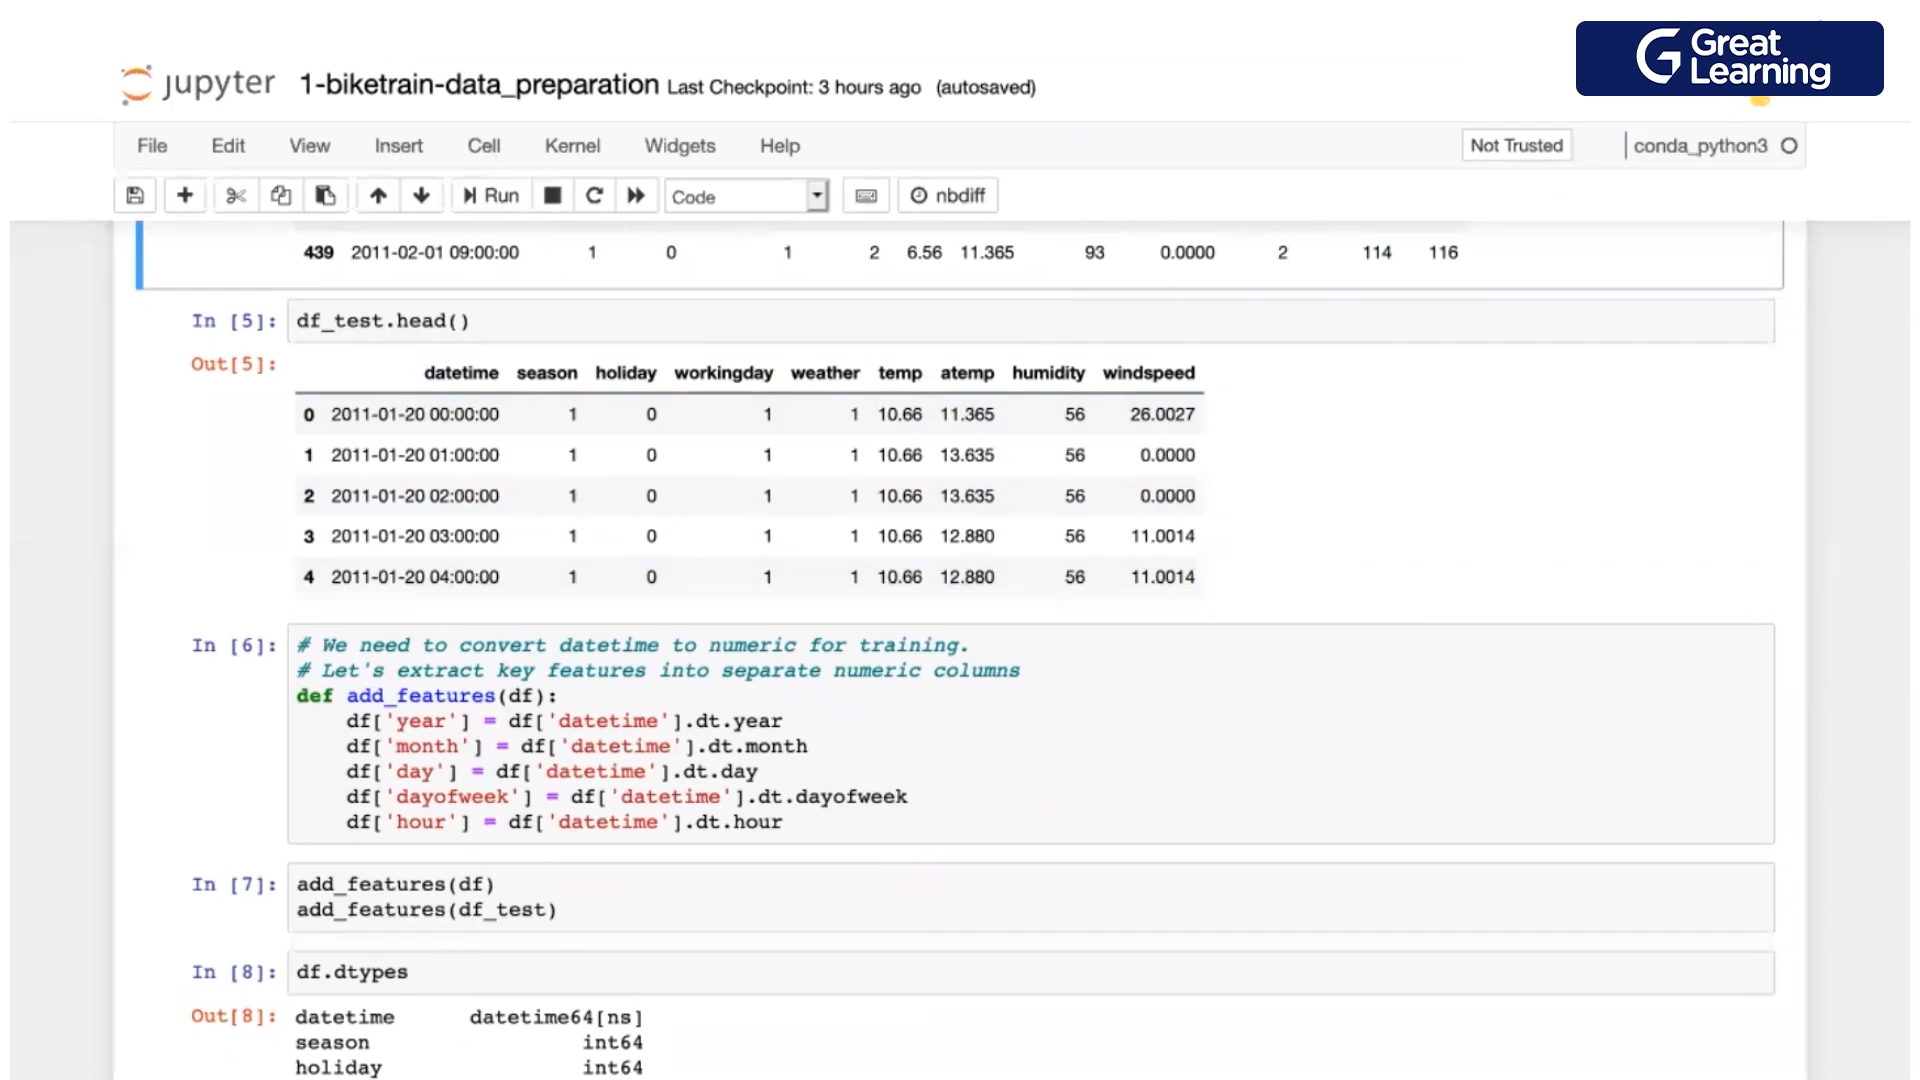 Great
Learning
jupyter 1-biketrain-data_preparation Last Checkpoint: 3 hours ago (autosaved)
File Edit View Insert Cell Kernel Widgets Help Not Trusted conda_python3
Run Code nbdiff
439 2011-02-01 09:00:00 1 0 1 2 6.56 11.365 93 0.0000 2 114 116
In [5]: df_test.head()
Out[5]:
datetime season holiday workingday weather temp atemp humidity windspeed
0 2011-01-20 00:00:00 1 0 1 1 10.66 11.365 56 26.0027
1 2011-01-20 01:00:00 1 0 1 1 10.66 13.635 56 0.0000
2 2011-01-20 02:00:00 1 0 1 1 10.66 13.635 56 0.0000
3 2011-01-20 03:00:00 1 0 1 1 10.66 12.880 56 11.0014
4 2011-01-20 04:00:00 1 0 1 1 10.66 12.880 56 11.0014
In [6]: # We need to convert datetime to numeric for training.
# Let's extract key features into separate numeric columns
def add_features(df):
    df['year'] = df['datetime'].dt.year
    df['month'] = df['datetime'].dt.month
    df['day'] = df['datetime'].dt.day
    df['dayofweek'] = df['datetime'].dt.dayofweek
    df['hour'] = df['datetime'].dt.hour
In [7]: add_features(df)
add_features(df_test)
In [8]: df.dtypes
Out[8]: datetime datetime64[ns]
season int64
holiday int64